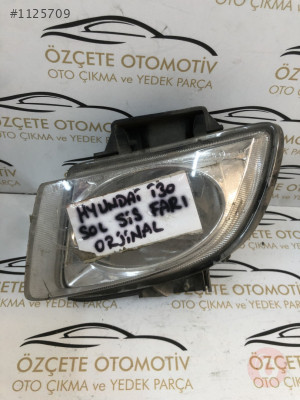 #1125709
ÖZÇETE OTOMOTİV
OTO ÇIKMA ve YEDEK PARÇA
HYUNDAİ İ30
SOL SİS FARI
ORJİNAL
ÖZÇETE OTOMOTİV
OTO ÇIKMA ve YEDEK PARÇA